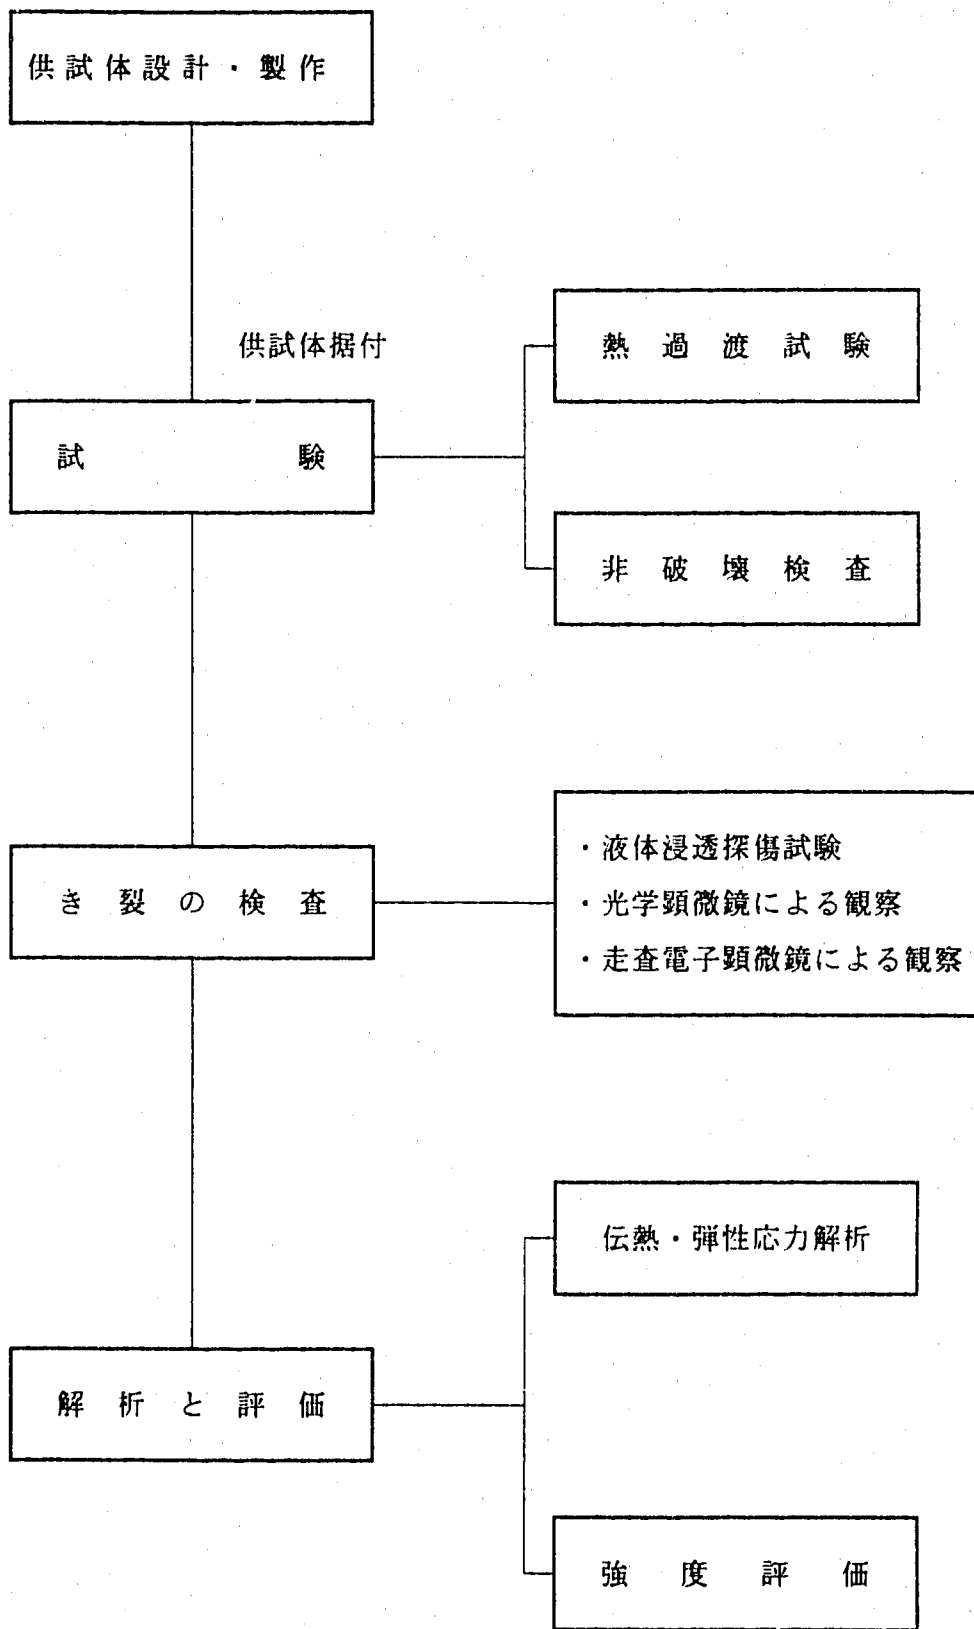 供試体設計・製作
供試体据付
熱過渡試験
試験
非破壊検査
・液体浸透探傷試験
・光学顕微鏡による観察
・走査電子顕微鏡による観察
き裂の検査
伝熱・弾性応力解析
解析と評価
強度評価